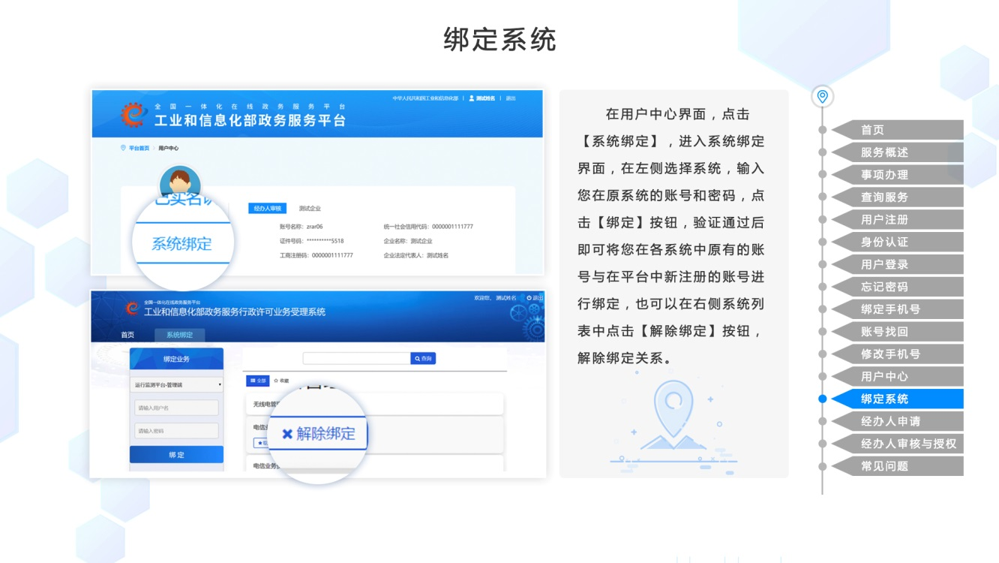 绑定系统
全国一体化在线政务服务平台
工业和信息化部政务服务平台
中华人民共和国工业和信息化部 | 测试姓名 | 退出
平台首页 > 用户中心
系统绑定
经办人审核 测试企业
账号名称：zrar06 统一社会信用代码：0000001111777
证件号码：**********5518 企业名称：测试企业
工商注册码：0000000111777 企业法定代表人：测试姓名
全国一体化在线政务服务平台
工业和信息化部政务服务行政许可业务受理系统
欢迎您，测试姓名 退出
首页 系统绑定
绑定业务
运行监测平台-管理端
请输入用户名
请输入密码
绑 定
查询
全部 收藏
无线电管
电信业
解除绑定
电信业务
在用户中心界面，点击
【系统绑定】，进入系统绑定
界面，在左侧选择系统，输入
您在原系统的账号和密码，点
击【绑定】按钮，验证通过后
即可将您在各系统中原有的账
号与在平台中新注册的账号进
行绑定，也可以在右侧系统列
表中点击【解除绑定】按钮，
解除绑定关系。
首页
服务概述
事项办理
查询服务
用户注册
身份认证
用户登录
忘记密码
绑定手机号
账号找回
修改手机号
用户中心
绑定系统
经办人申请
经办人审核与授权
常见问题